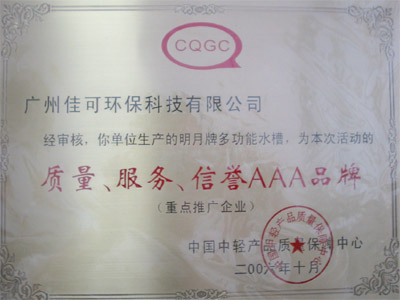 CQGC
广州佳可环保科技有限公司
经审核，你单位生产的明月牌多功能水槽，为本次活动的
质量、服务、信誉AAA品牌
（重点推广企业）
中国中轻产品质量保障中心
二00六年十月